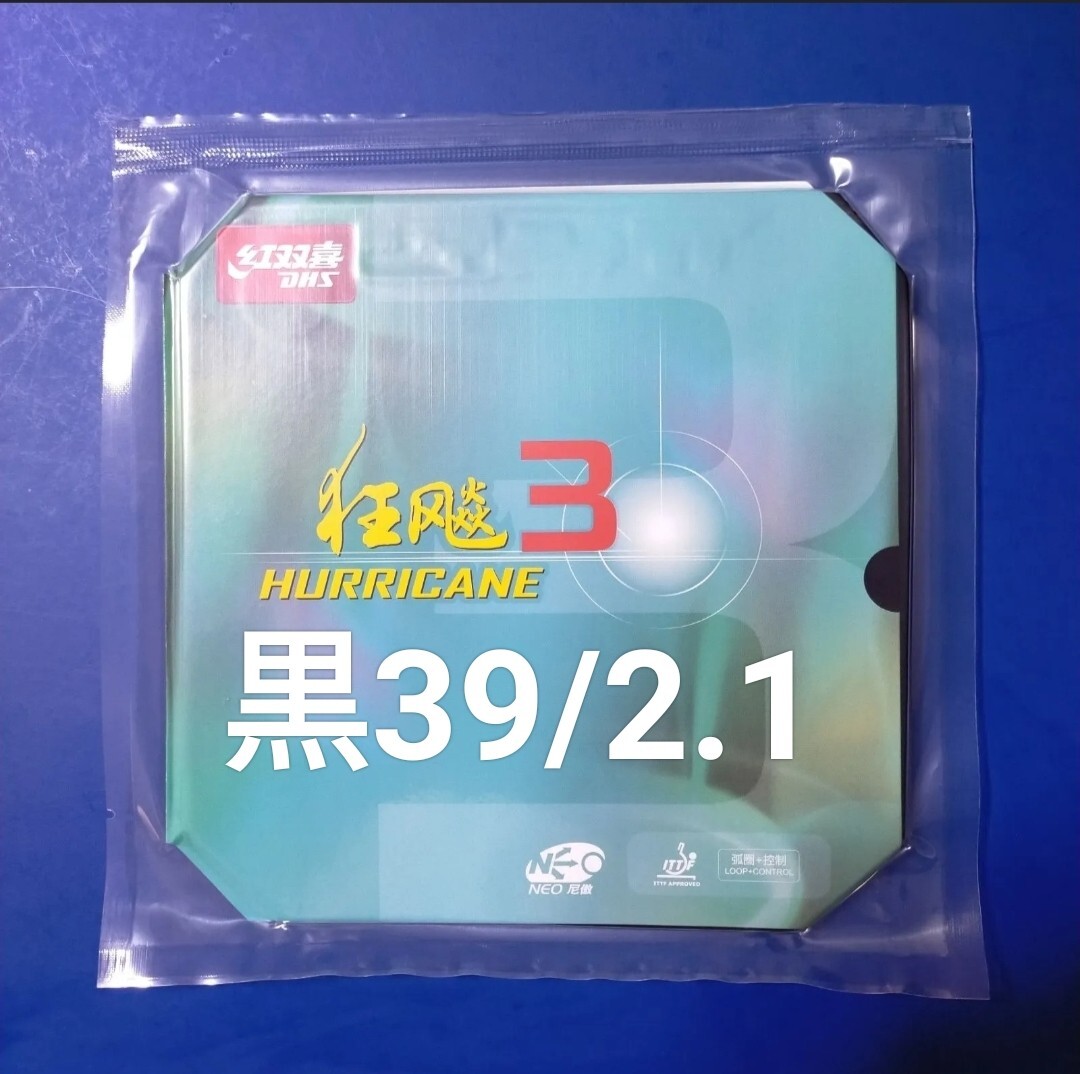 红双喜
DHS
狂飚3
HURRICANE
黒39/2.1
NEO
NEO 尼傲
ITTF
ITTF APPROVED
弧圈+控制
LOOP+CONTROL